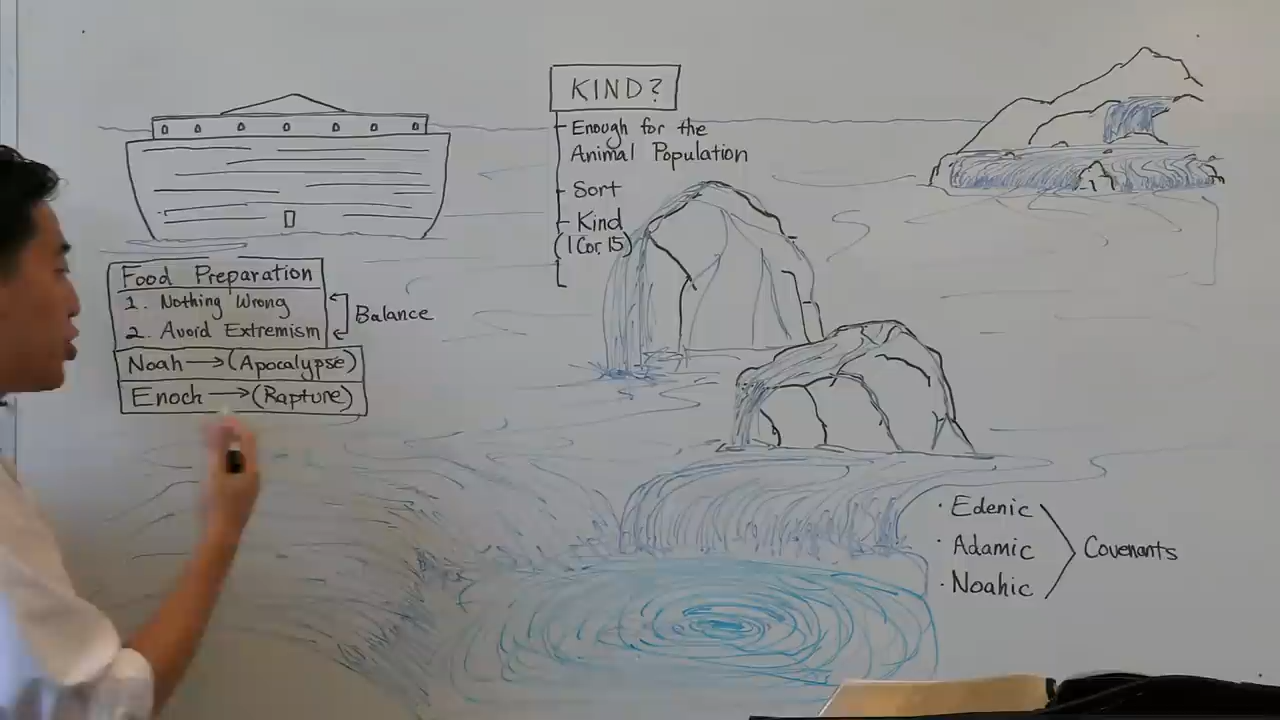 KIND?
- Enough for the
Animal Population
- Sort
- Kind
(1 Cor. 15)
Food Preparation
1. Nothing Wrong
2. Avoid Extremism
Balance
Noah → (Apocalypse)
Enoch → (Rapture)
· Edenic
· Adamic
· Noahic
Covenants